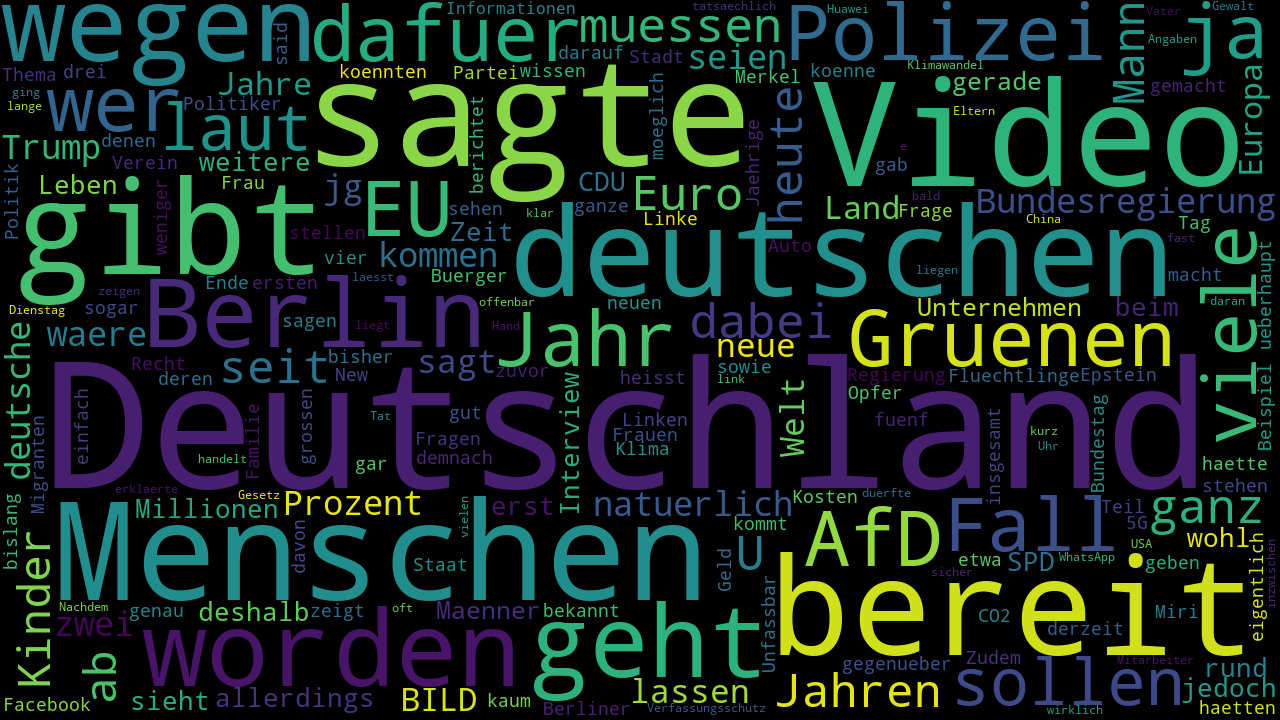 wegen
said
dafuer
Informationen
muessen
tatsaechlich
Polizei
Huawei
Vater
Gewalt
Angaben
ja
Mann
Thema
drei
ging
lange
Jahre
koennten
Partei
wissen
darauf
Stadt
seien
Merkel
koenne
Klimawandel
gerade
gemacht
Europa
wer
Politiker
laut
sagte
moeglich
heute
Video
Eltern
Trump
denen
Verein
weitere
berichtet
Jaehrige
gab
e
Leben
Frau
jg
EU
CDU
Euro
bald
Bundesregierung
Politik
weniger
gibt
sehen
klar
ganze
Linke
Land
Frage
China
Tag
stellen
Zeit
deutschen
Auto
fast
vier
kommen
Buerger
liegen
macht
viele
ueberhaupt
zeigen
Ende
ersten
laesst
Dienstag
sogar
Berlin
offenbar
neuen
Unternehmen
beim
daran
waere
sagen
liegt
Hand
Jahr
dabei
Gruenen
deutsche
Recht
seit
bisher
sagt
zuvor
neue
sowie
deren
New
heisst
link
Regierung
Fluechtlinge
Epstein
Opfer
Beispiel
Deutschland
einfach
Familie
grossen
Tat
gut
Interview
Linken
Welt
fuenf
kurz
Migranten
Fragen
Frauen
Klima
Uhr
Bundestag
handelt
gar
demnach
insgesamt
haette
erklaerte
Gesetz
Prozent
erst
natuerlich
Kosten
duerfte
stehen
bislang
Millionen
vielen
Teil
ganz
Menschen
davon
kommt
AfD
Fall
5G
USA
wohl
Staat
Geld
U
etwa
SPD
WhatsApp
geben
eigentlich
inzwischen
Kinder
sicher
bereit
Nachdem
genau
deshalb
zeigt
oft
Maenner
bekannt
Unfassbar
CO2
Miri
zwei
derzeit
worden
geht
gegenueber
Zudem
Mitarbeiter
rund
ab
lassen
sollen
jedoch
Facebook
sieht
allerdings
BILD
kaum
Berliner
Verfassungsschutz
Jahren
wirklich
haetten